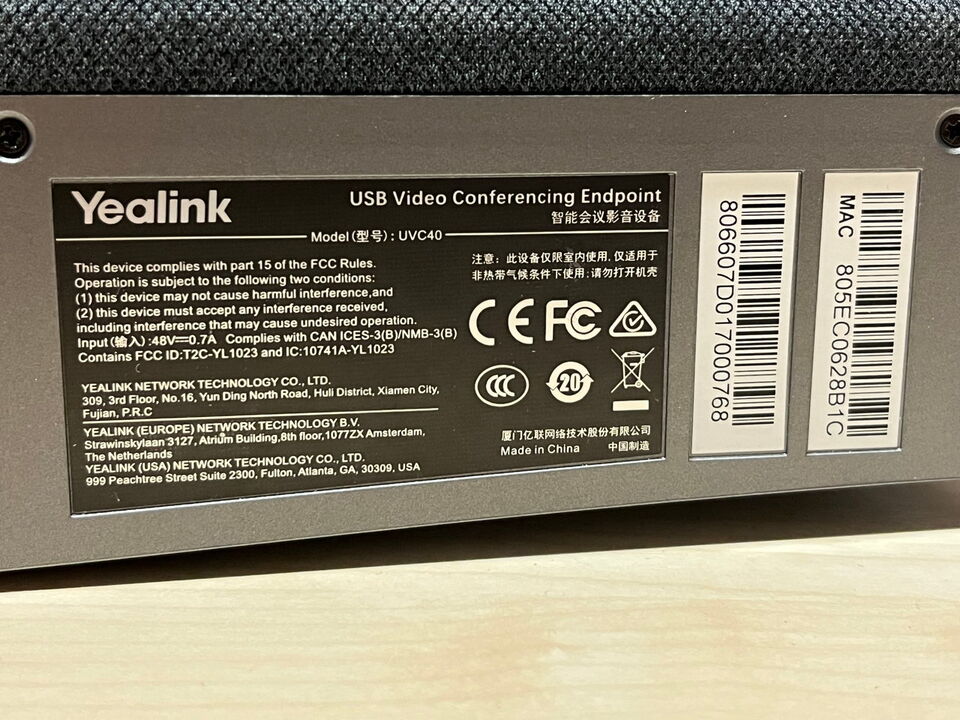 Yealink
USB Video Conferencing Endpoint
智能会议影音设备
Model(型号): UVC40
This device complies with part 15 of the FCC Rules.
Operation is subject to the following two conditions:
(1) this device may not cause harmful interference,and
(2) this device must accept any interference received,
including interference that may cause undesired operation.
Input(输入):48V⎓0.7A Complies with CAN ICES-3(B)/NMB-3(B)
Contains FCC ID:T2C-YL1023 and IC:10741A-YL1023
YEALINK NETWORK TECHNOLOGY CO., LTD.
309, 3rd Floor, No.16, Yun Ding North Road, Huli District, Xiamen City,
Fujian, P.R.C
YEALINK (EUROPE) NETWORK TECHNOLOGY B.V.
Strawinskylaan 3127, Atrium Building,8th floor,1077ZX Amsterdam,
The Netherlands
YEALINK (USA) NETWORK TECHNOLOGY CO., LTD.
999 Peachtree Street Suite 2300, Fulton, Atlanta, GA, 30309, USA
注意: 此设备仅限室内使用, 仅适用于
非热带气候条件下使用; 请勿打开机壳
CE FC
CCC 20
厦门亿联网络技术股份有限公司
Made in China 中国制造
806607D017000768
MAC 805EC0628B1C